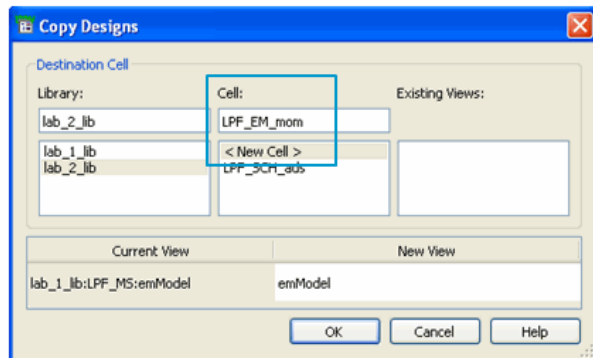 Copy Designs
Destination Cell
Library: Cell: Existing Views:
lab_2_lib LPF_EM_mom
lab_1_lib < New Cell >
lab_2_lib LPF_SCH_ads
Current View New View
lab_1_lib:LPF_MS:emModel emModel
OK Cancel Help